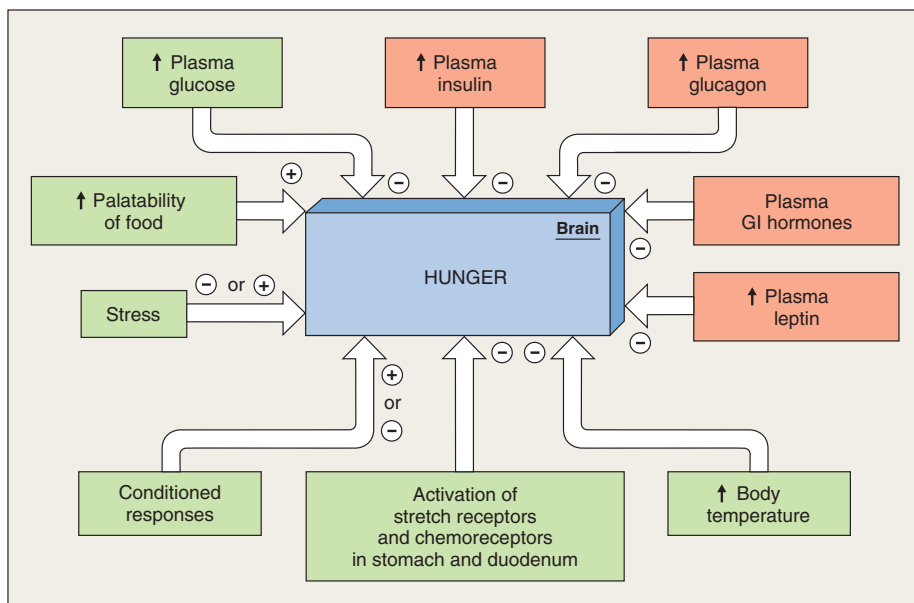 ↑ Plasma
glucose
↑ Plasma
insulin
↑ Plasma
glucagon
+
−
−
−
↑ Palatability
of food
Brain
Plasma
GI hormones
−
HUNGER
− or +
Stress
↑ Plasma
leptin
−
−
−
+
or
−
Conditioned
responses
Activation of
stretch receptors
and chemoreceptors
in stomach and duodenum
↑ Body
temperature